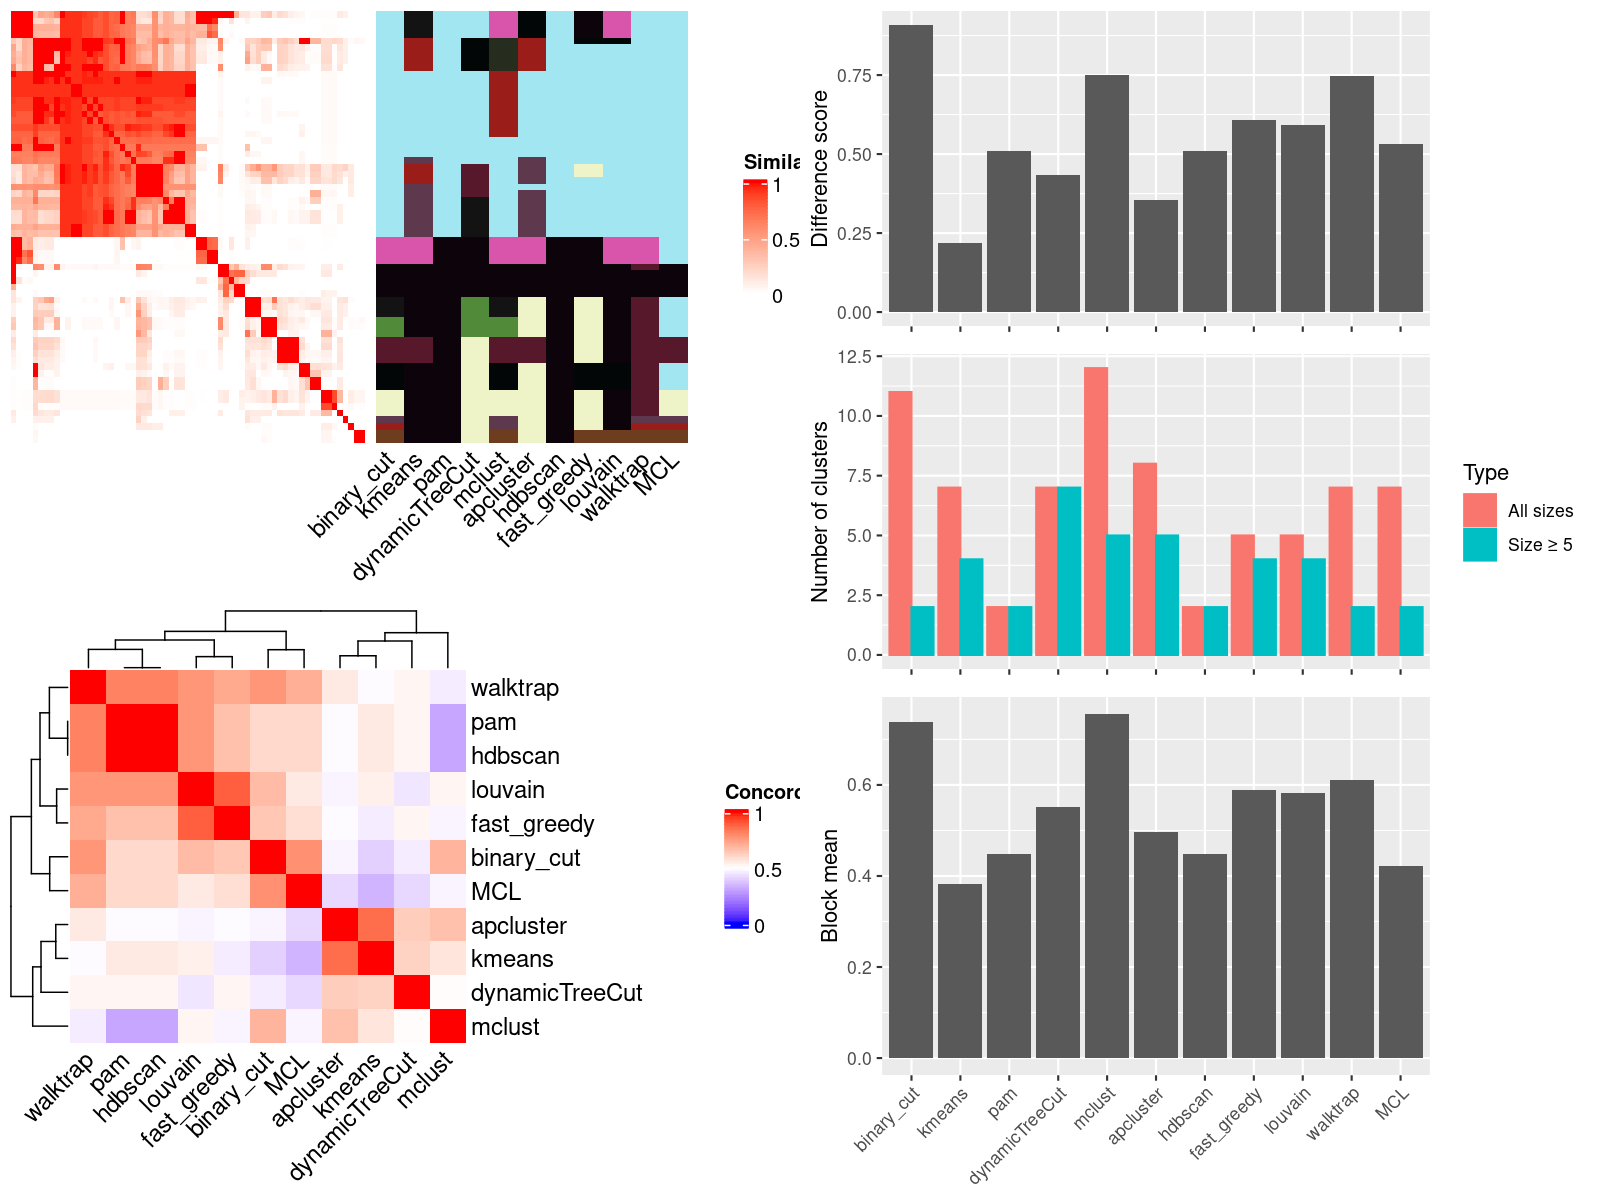 Simila
1
0.5
0
binary_cut
kmeans
pam
dynamicTreeCut
mclust
apcluster
hdbscan
fast_greedy
louvain
walktrap
MCL
walktrap
pam
hdbscan
louvain
fast_greedy
binary_cut
MCL
apcluster
kmeans
dynamicTreeCut
mclust
Concord
1
0.5
0
walktrap
pam
hdbscan
louvain
fast_greedy
binary_cut
MCL
apcluster
kmeans
dynamicTreeCut
mclust
Difference score
0.75
0.50
0.25
0.00
Number of clusters
12.5
10.0
7.5
5.0
2.5
0.0
Type
All sizes
Size ≥ 5
Block mean
0.6
0.4
0.2
0.0
binary_cut
kmeans
pam
dynamicTreeCut
mclust
apcluster
hdbscan
fast_greedy
louvain
walktrap
MCL